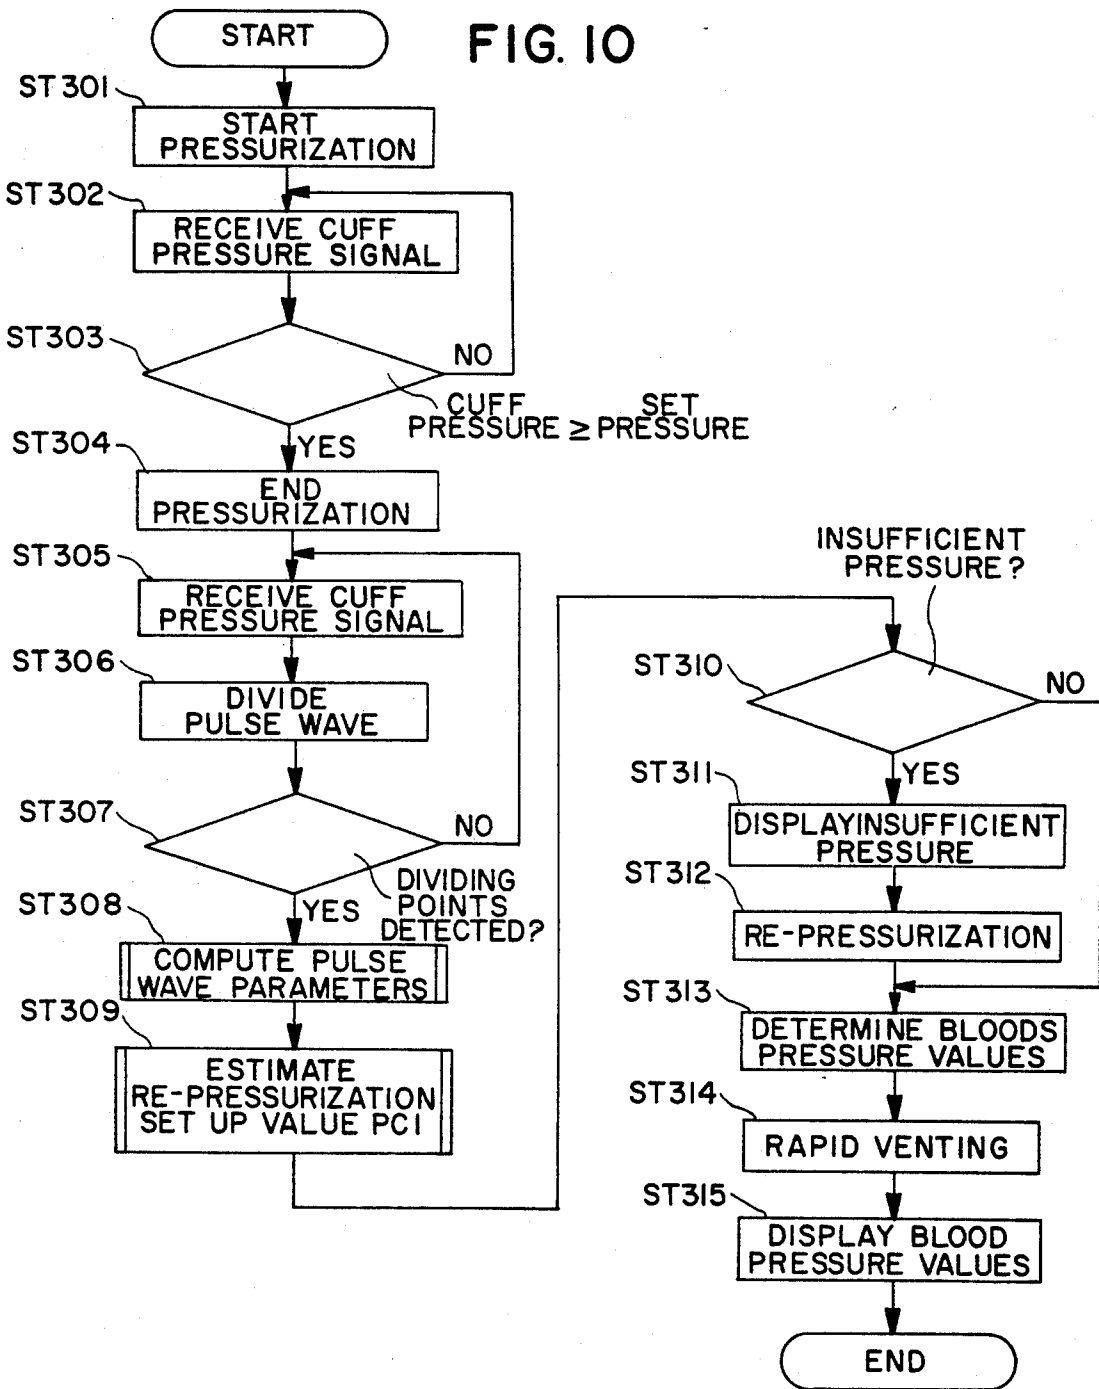 START
FIG. 10
ST301
START
PRESSURIZATION
ST302
RECEIVE CUFF
PRESSURE SIGNAL
ST303
NO
CUFF SET
PRESSURE ≥ PRESSURE
YES
ST304
END
PRESSURIZATION
ST305
RECEIVE CUFF
PRESSURE SIGNAL
ST306
DIVIDE
PULSE WAVE
ST307
NO
DIVIDING
POINTS
DETECTED?
YES
ST308
COMPUTE PULSE
WAVE PARAMETERS
ST309
ESTIMATE
RE-PRESSURIZATION
SET UP VALUE PC1
INSUFFICIENT
PRESSURE?
ST310
NO
YES
ST311
DISPLAYINSUFFICIENT
PRESSURE
ST312
RE-PRESSURIZATION
ST313
DETERMINE BLOODS
PRESSURE VALUES
ST314
RAPID VENTING
ST315
DISPLAY BLOOD
PRESSURE VALUES
END